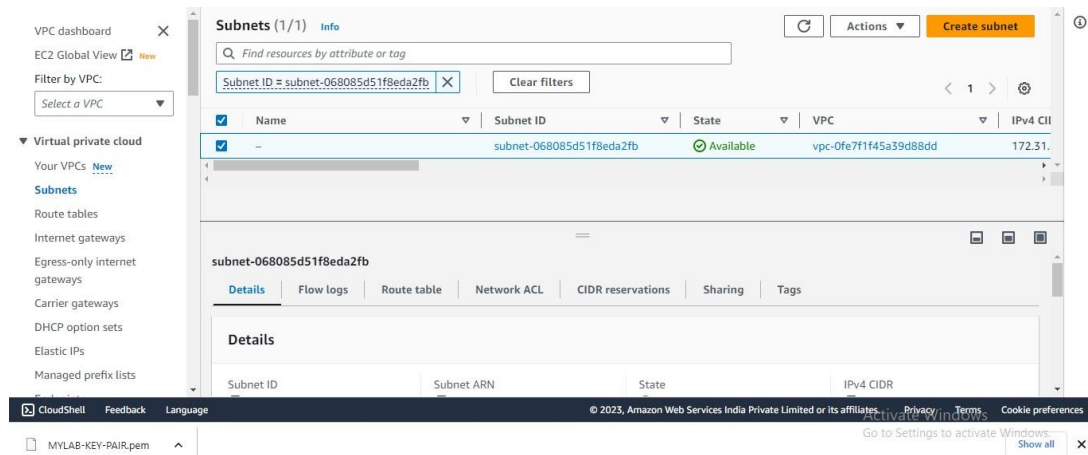 VPC dashboard
EC2 Global View New
Filter by VPC:
Select a VPC
Virtual private cloud
Your VPCs New
Subnets
Route tables
Internet gateways
Egress-only internet
gateways
Carrier gateways
DHCP option sets
Elastic IPs
Managed prefix lists
Subnets (1/1) Info
Actions
Create subnet
Find resources by attribute or tag
Subnet ID = subnet-068085d51f8eda2fb
Clear filters
1
Name Subnet ID State VPC IPv4 CII
– subnet-068085d51f8eda2fb Available vpc-0fe7f1f45a39d88dd 172.31.
subnet-068085d51f8eda2fb
Details Flow logs Route table Network ACL CIDR reservations Sharing Tags
Details
Subnet ID Subnet ARN State IPv4 CIDR
CloudShell Feedback Language © 2023, Amazon Web Services India Private Limited or its affiliates. Privacy Terms Cookie preferences
Activate Windows
Go to Settings to activate Windows.
MYLAB-KEY-PAIR.pem Show all